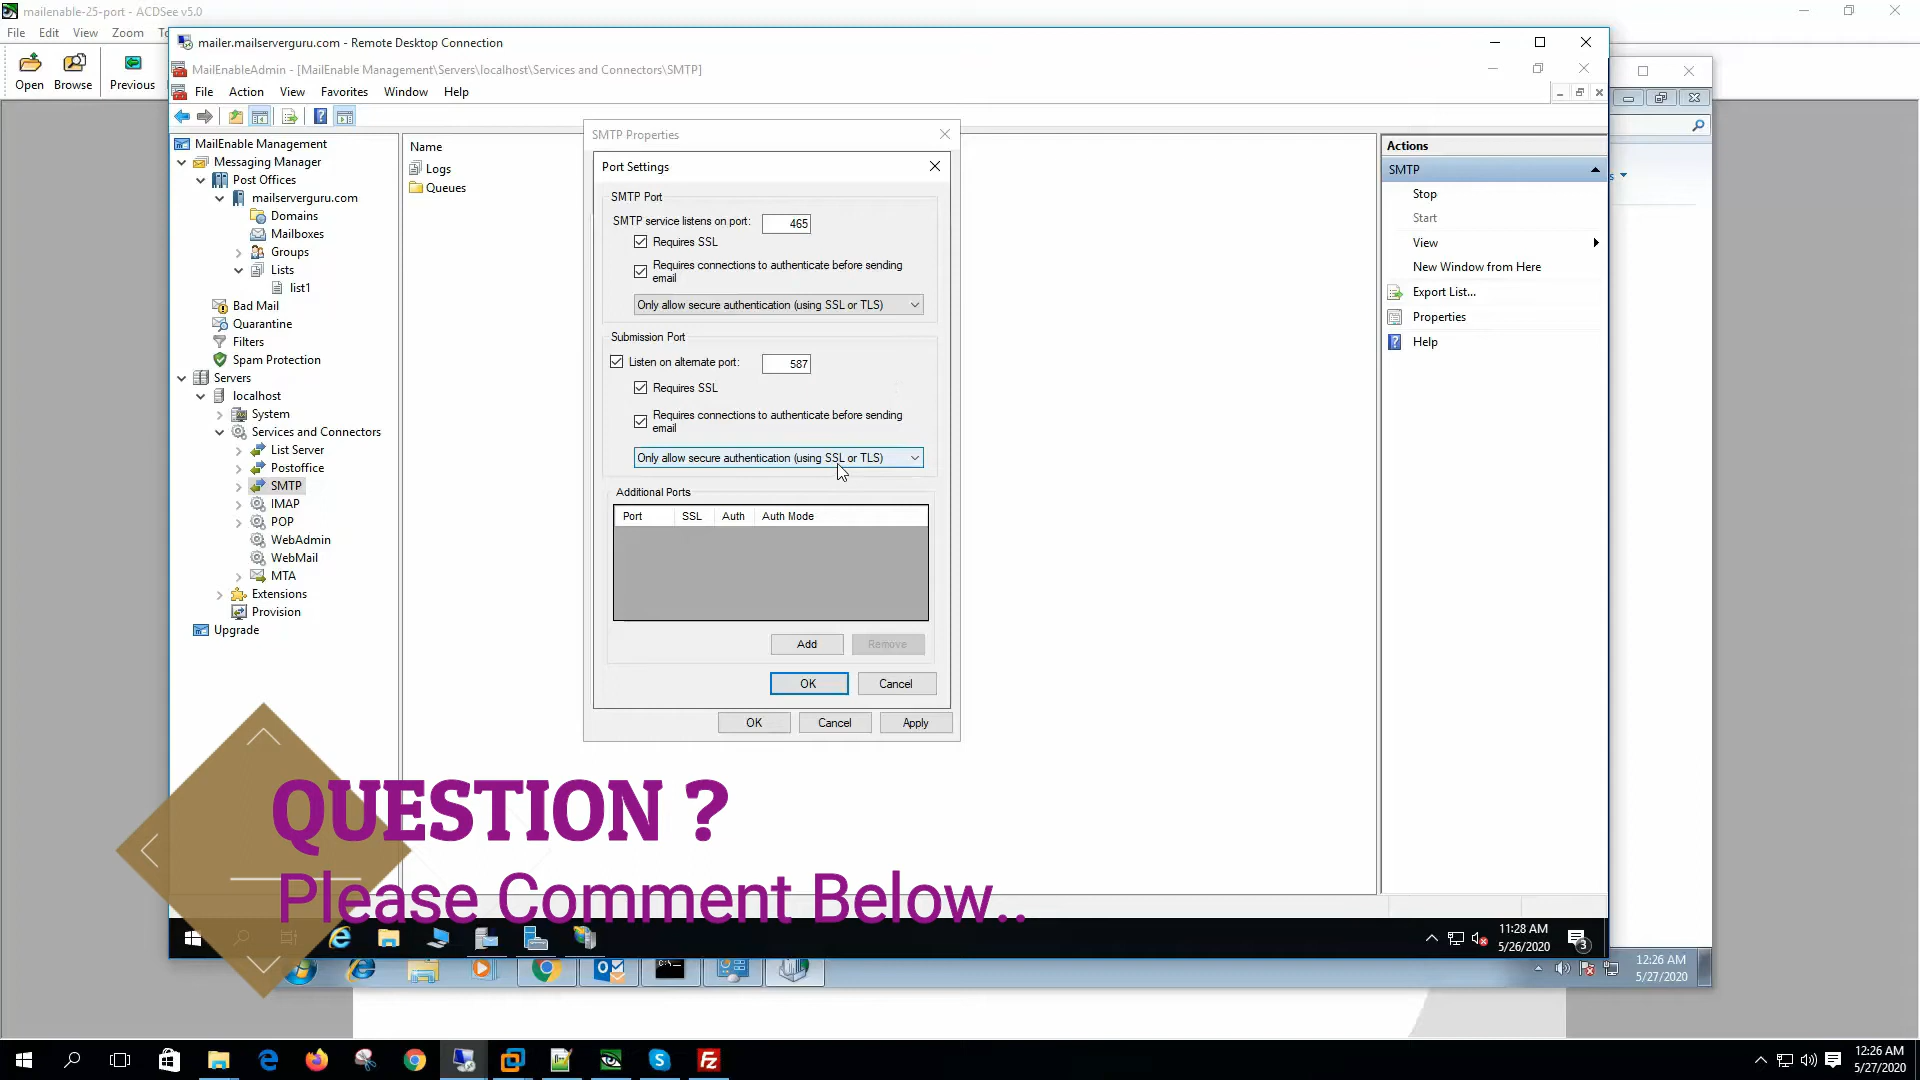 mailenable-25-port - ACDSee v5.0
File Edit View Zoom
Open Browse Previous
mailer.mailserverguru.com - Remote Desktop Connection
MailEnableAdmin - [MailEnable Management\Servers\localhost\Services and Connectors\SMTP]
File Action View Favorites Window Help
MailEnable Management
Messaging Manager
Post Offices
mailserverguru.com
Domains
Mailboxes
Groups
Lists
list1
Bad Mail
Quarantine
Filters
Spam Protection
Servers
localhost
System
Services and Connectors
List Server
Postoffice
SMTP
IMAP
POP
WebAdmin
WebMail
MTA
Extensions
Provision
Upgrade
Name
Logs
Queues
SMTP Properties
Port Settings
SMTP Port
SMTP service listens on port: 465
Requires SSL
Requires connections to authenticate before sending
email
Only allow secure authentication (using SSL or TLS)
Submission Port
Listen on alternate port: 587
Requires SSL
Requires connections to authenticate before sending
email
Only allow secure authentication (using SSL or TLS)
Additional Ports
Port SSL Auth Auth Mode
Add Remove
OK Cancel
OK Cancel Apply
Actions
SMTP
Stop
Start
View
New Window from Here
Export List...
Properties
Help
QUESTION ?
Please Comment Below..
11:28 AM
5/26/2020
3
12:26 AM
5/27/2020
12:26 AM
5/27/2020